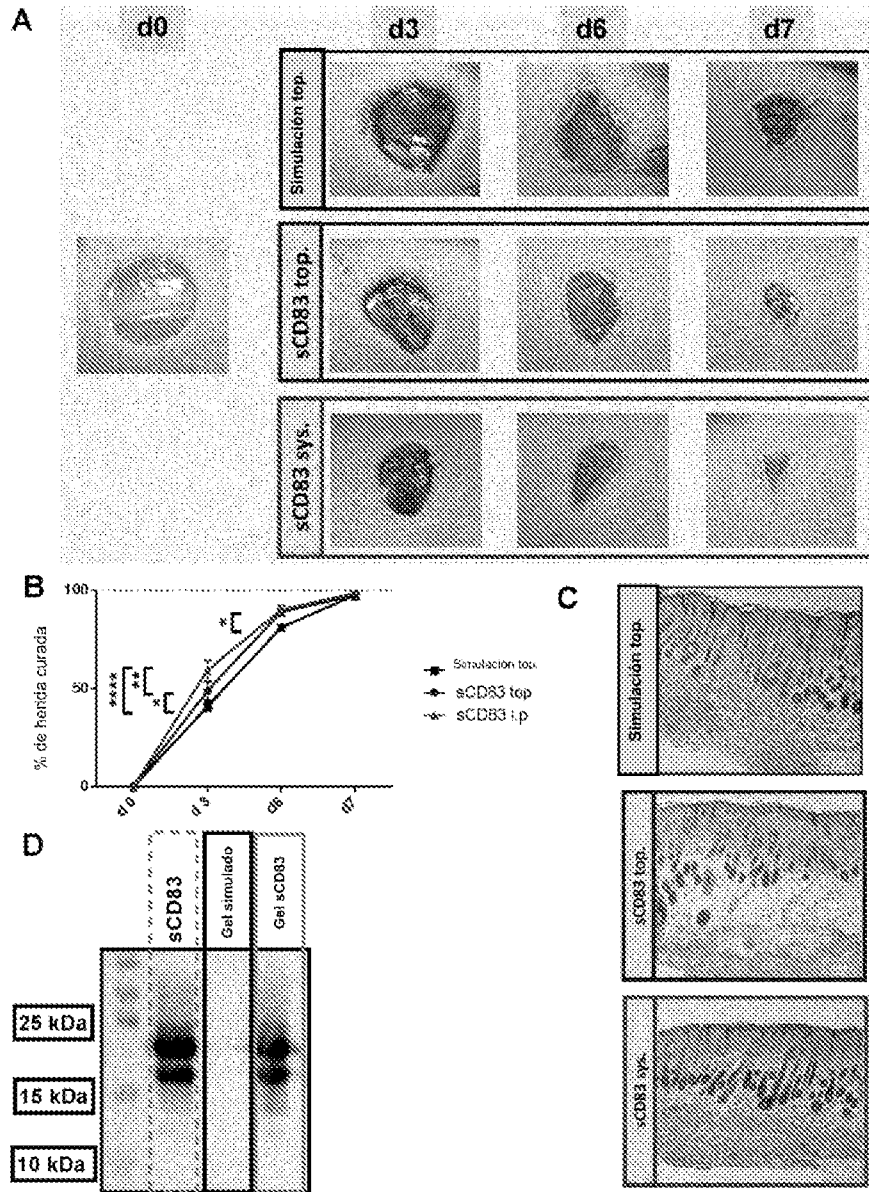 A
d0 d3 d6 d7
Simulación top.
sCD83 top.
sCD83 sys.
B
100
50
0
% de herida curada
* 
**
****
*
d0 d3 d6 d7
Simulación top.
sCD83 top
sCD83 i.p
C
Simulación top.
sCD83 top.
sCD83 sys.
D
sCD83
Gel simulado
Gel sCD83
25 kDa
15 kDa
10 kDa